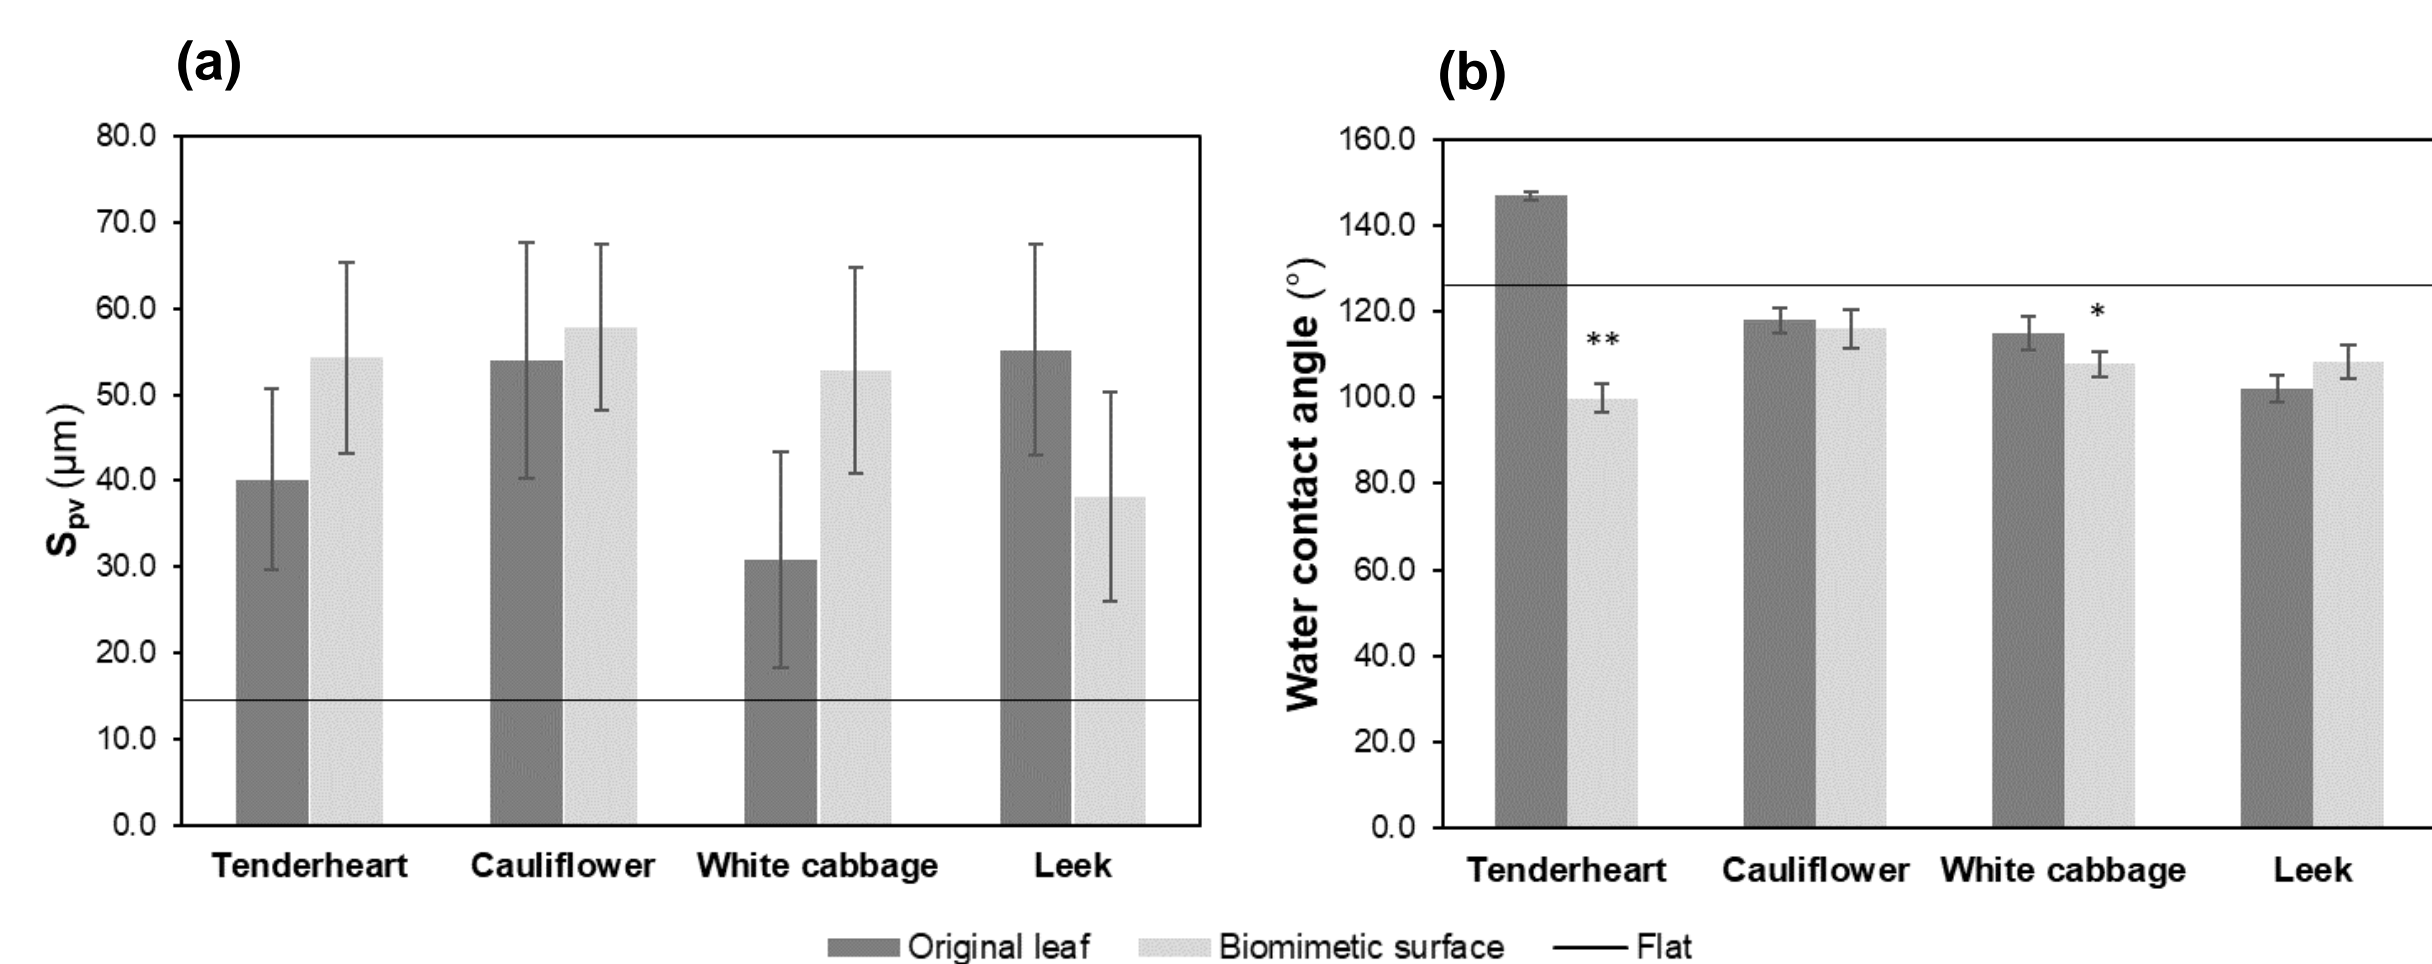 (a)
80.0
70.0
60.0
50.0
40.0
30.0
20.0
10.0
0.0
Spv (μm)
Tenderheart Cauliflower White cabbage Leek
(b)
160.0
140.0
120.0
100.0
80.0
60.0
40.0
20.0
0.0
Water contact angle (°)
**
*
Tenderheart Cauliflower White cabbage Leek
Original leaf Biomimetic surface Flat